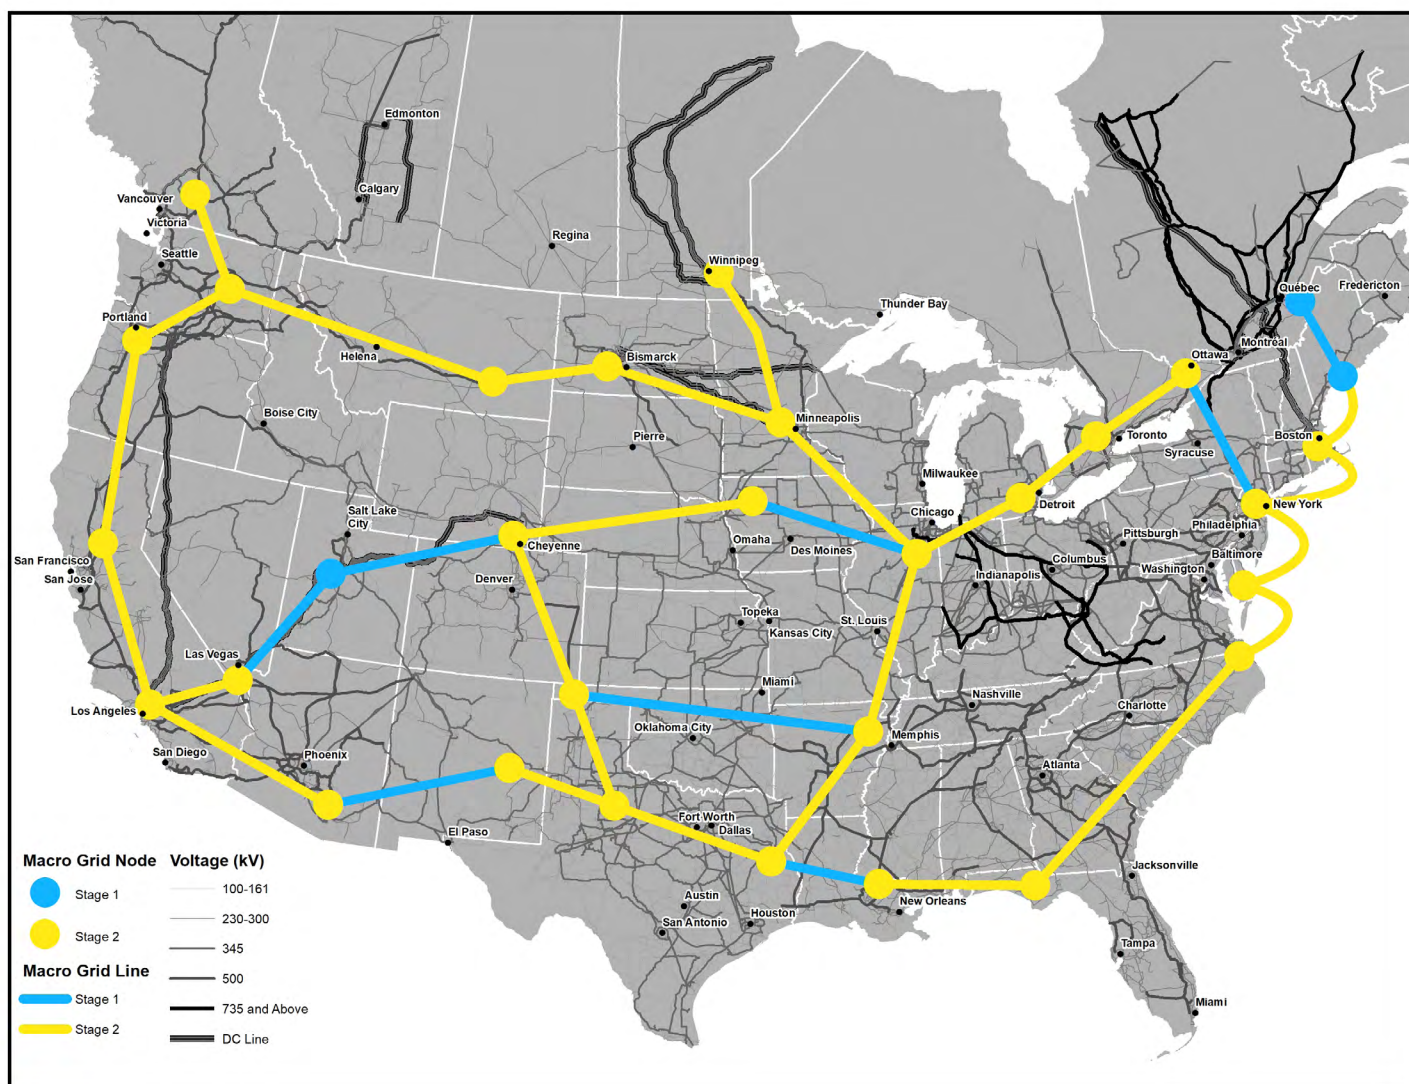 Edmonton
Calgary
Vancouver
Victoria
Regina
Seattle
Winnipeg
Québec
Fredericton
Thunder Bay
Portland
Montréal
Helena
Bismarck
Ottawa
Boise City
Minneapolis
Pierre
Toronto
Boston
Syracuse
Milwaukee
Detroit
New York
Salt Lake
City
Chicago
Philadelphia
Pittsburgh
Omaha
Des Moines
Cheyenne
Baltimore
San Francisco
Columbus
Washington
San Jose
Denver
Indianapolis
Topeka
Kansas City
St. Louis
Las Vegas
Miami
Nashville
Los Angeles
Charlotte
Oklahoma City
Memphis
San Diego
Phoenix
Atlanta
Fort Worth
Dallas
El Paso
Jacksonville
Austin
New Orleans
Houston
San Antonio
Tampa
Miami
Macro Grid Node
Stage 1
Stage 2
Macro Grid Line
Stage 1
Stage 2
Voltage (kV)
100-161
230-300
345
500
735 and Above
DC Line